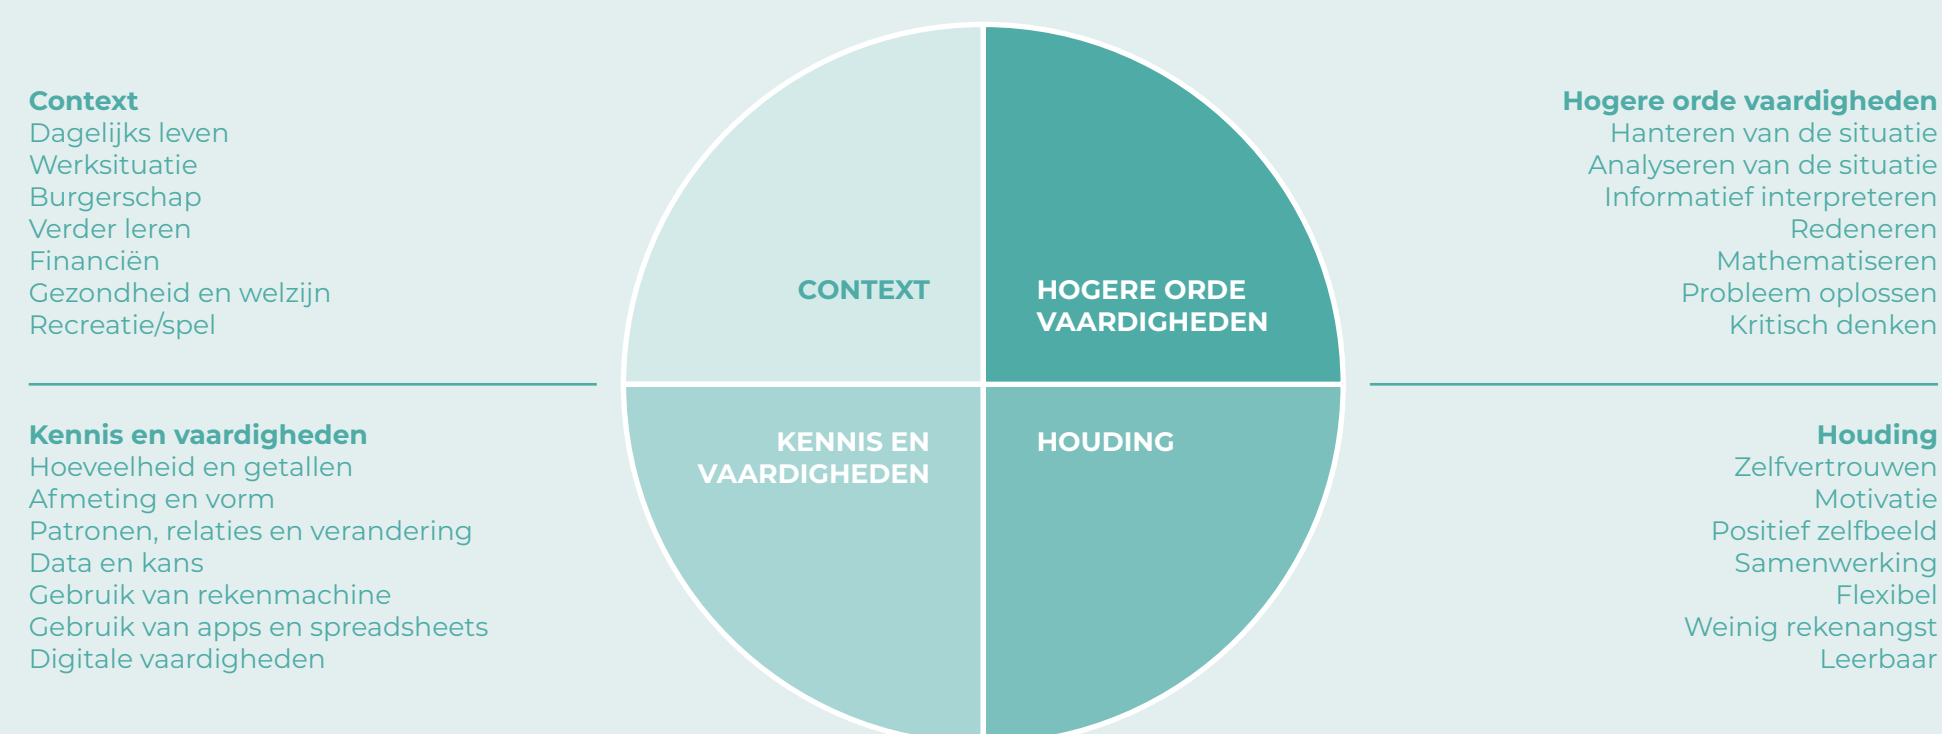 Context
Dagelijks leven
Werksituatie
Burgerschap
Verder leren
Financiën
Gezondheid en welzijn
Recreatie/spel
Kennis en vaardigheden
Hoeveelheid en getallen
Afmeting en vorm
Patronen, relaties en verandering
Data en kans
Gebruik van rekenmachine
Gebruik van apps en spreadsheets
Digitale vaardigheden
CONTEXT
HOGERE ORDE
VAARDIGHEDEN
KENNIS EN
VAARDIGHEDEN
HOUDING
Hogere orde vaardigheden
Hanteren van de situatie
Analyseren van de situatie
Informatief interpreteren
Redeneren
Mathematiseren
Probleem oplossen
Kritisch denken
Houding
Zelfvertrouwen
Motivatie
Positief zelfbeeld
Samenwerking
Flexibel
Weinig rekenangst
Leerbaar